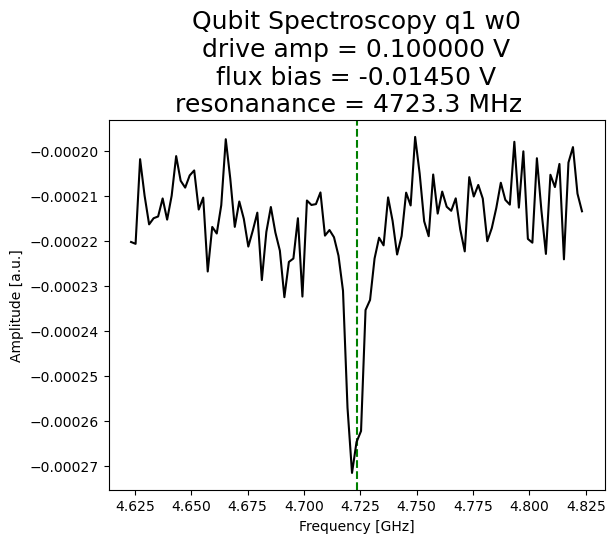 Qubit Spectroscopy q1 w0
drive amp = 0.100000 V
flux bias = -0.01450 V
resonanance = 4723.3 MHz
−0.00020
−0.00021
−0.00022
−0.00023
−0.00024
−0.00025
−0.00026
−0.00027
Amplitude [a.u.]
4.625 4.650 4.675 4.700 4.725 4.750 4.775 4.800 4.825
Frequency [GHz]